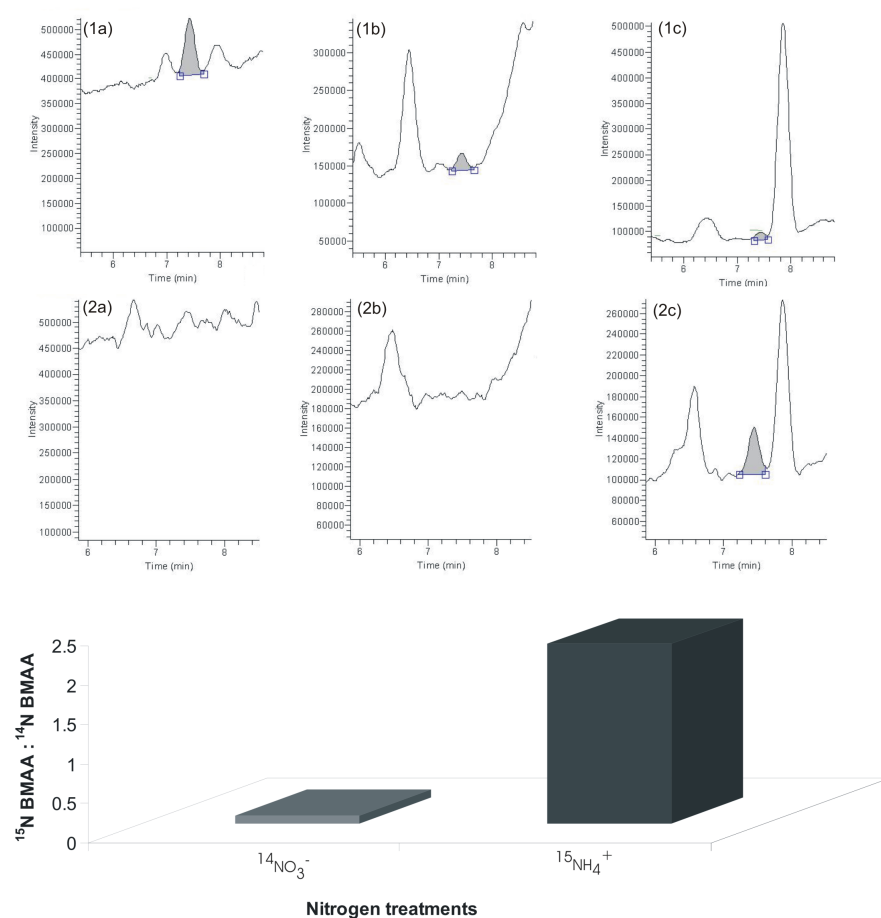 (1a)
500000
450000
400000
350000
300000
250000
200000
150000
100000
Intensity
6 7 8
Time (min)
(1b)
300000
250000
200000
150000
100000
50000
Intensity
6 7 8
Time (min)
(1c)
500000
450000
400000
350000
300000
250000
200000
150000
100000
Intensity
6 7 8
Time (min)
(2a)
500000
450000
400000
350000
300000
250000
200000
150000
100000
Intensity
6 7 8
Time (min)
(2b)
280000
260000
240000
220000
200000
180000
160000
140000
120000
100000
80000
60000
Intensity
6 7 8
Time (min)
(2c)
260000
240000
220000
200000
180000
160000
140000
120000
100000
80000
60000
Intensity
6 7 8
Time (min)
2.5
2
1.5
1
0.5
0
¹⁵N BMAA : ¹⁴N BMAA
¹⁴NO₃⁻ ¹⁵NH₄⁺
Nitrogen treatments